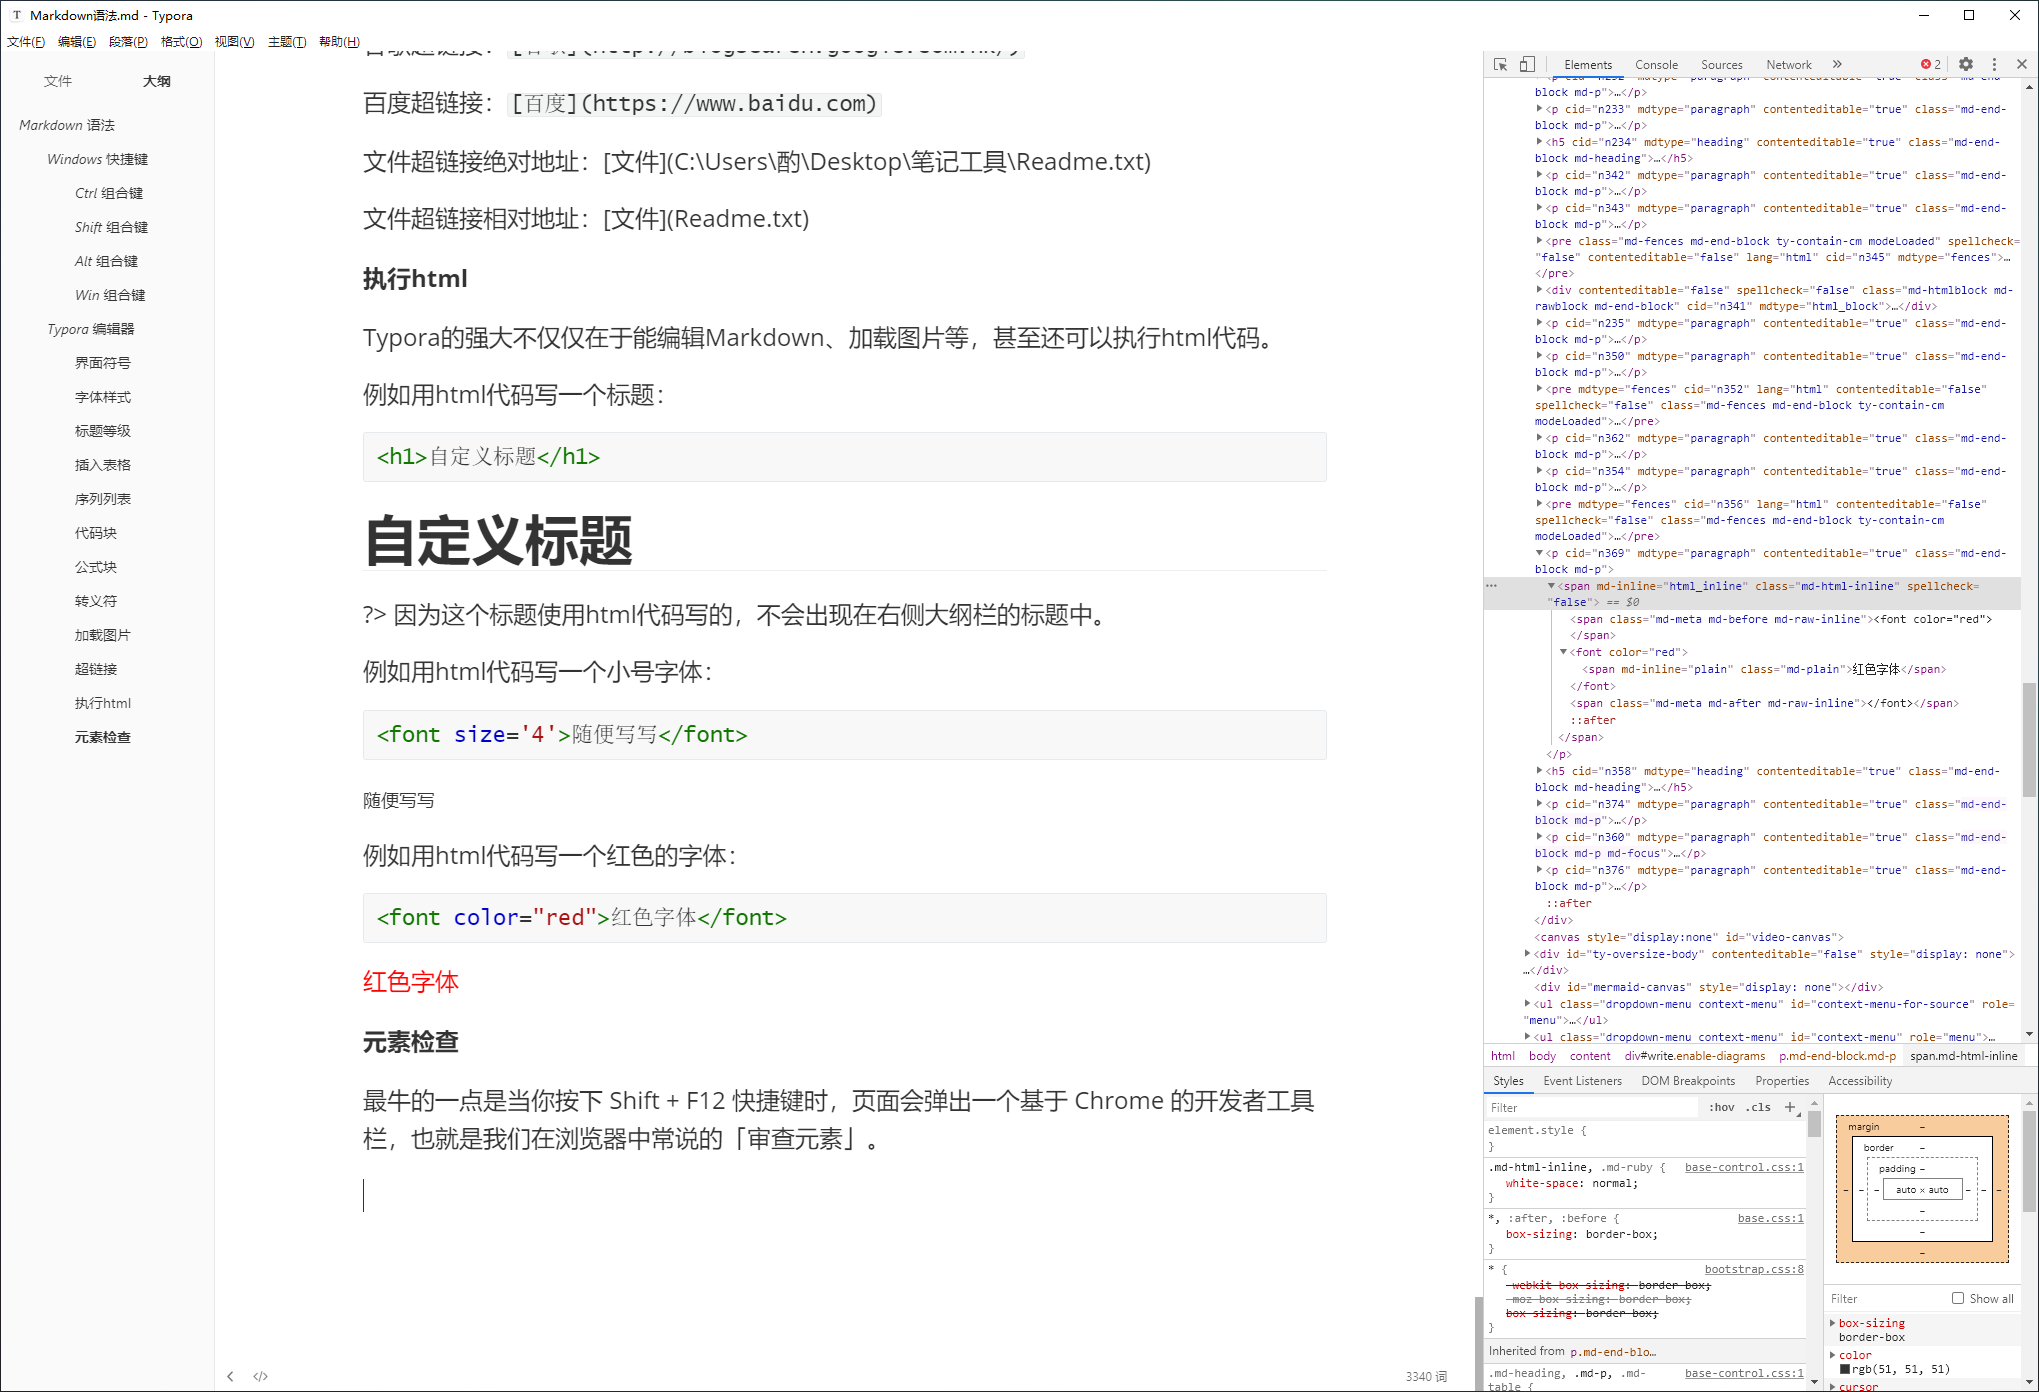 Markdown语法.md - Typora
文件(F) 编辑(E) 段落(P) 格式(O) 视图(V) 主题(T) 帮助(H)
文件 大纲
Markdown 语法
Windows 快捷键
Ctrl 组合键
Shift 组合键
Alt 组合键
Win 组合键
Typora 编辑器
界面符号
字体样式
标题等级
插入表格
序列列表
代码块
公式块
转义符
加载图片
超链接
执行html
元素检查
百度超链接：[百度](https://www.baidu.com)
文件超链接绝对地址：[文件](C:\Users\酌\Desktop\笔记工具\Readme.txt)
文件超链接相对地址：[文件](Readme.txt)
执行html
Typora的强大不仅仅在于能编辑Markdown、加载图片等，甚至还可以执行html代码。
例如用html代码写一个标题：
<h1>自定义标题</h1>
自定义标题
?> 因为这个标题使用html代码写的，不会出现在右侧大纲栏的标题中。
例如用html代码写一个小号字体：
<font size='4'>随便写写</font>
随便写写
例如用html代码写一个红色的字体：
<font color="red">红色字体</font>
红色字体
元素检查
最牛的一点是当你按下 Shift + F12 快捷键时，页面会弹出一个基于 Chrome 的开发者工具
栏，也就是我们在浏览器中常说的「审查元素」。
3340 词
Elements Console Sources Network » 2
block md-p">…</p>
<p cid="n233" mdtype="paragraph" contenteditable="true" class="md-end-
block md-p">…</p>
<h5 cid="n234" mdtype="heading" contenteditable="true" class="md-end-
block md-heading">…</h5>
<p cid="n342" mdtype="paragraph" contenteditable="true" class="md-end-
block md-p">…</p>
<p cid="n343" mdtype="paragraph" contenteditable="true" class="md-end-
block md-p">…</p>
<pre class="md-fences md-end-block ty-contain-cm modeLoaded" spellcheck=
"false" contenteditable="false" lang="html" cid="n345" mdtype="fences">…
</pre>
<div contenteditable="false" spellcheck="false" class="md-htmlblock md-
rawblock md-end-block" cid="n341" mdtype="html_block">…</div>
<p cid="n235" mdtype="paragraph" contenteditable="true" class="md-end-
block md-p">…</p>
<p cid="n350" mdtype="paragraph" contenteditable="true" class="md-end-
block md-p">…</p>
<pre mdtype="fences" cid="n352" lang="html" contenteditable="false"
spellcheck="false" class="md-fences md-end-block ty-contain-cm
modeLoaded">…</pre>
<p cid="n362" mdtype="paragraph" contenteditable="true" class="md-end-
block md-p">…</p>
<p cid="n354" mdtype="paragraph" contenteditable="true" class="md-end-
block md-p">…</p>
<pre mdtype="fences" cid="n356" lang="html" contenteditable="false"
spellcheck="false" class="md-fences md-end-block ty-contain-cm
modeLoaded">…</pre>
<p cid="n369" mdtype="paragraph" contenteditable="true" class="md-end-
block md-p">
<span md-inline="html_inline" class="md-html-inline" spellcheck=
"false"> == $0
<span class="md-meta md-before md-raw-inline"><font color="red">
</span>
<font color="red">
<span md-inline="plain" class="md-plain">红色字体</span>
</font>
<span class="md-meta md-after md-raw-inline"></font></span>
::after
</span>
</p>
<h5 cid="n358" mdtype="heading" contenteditable="true" class="md-end-
block md-heading">…</h5>
<p cid="n374" mdtype="paragraph" contenteditable="true" class="md-end-
block md-p">…</p>
<p cid="n360" mdtype="paragraph" contenteditable="true" class="md-end-
block md-p md-focus">…</p>
<p cid="n376" mdtype="paragraph" contenteditable="true" class="md-end-
block md-p">…</p>
::after
</div>
<canvas style="display:none" id="video-canvas">
<div id="ty-oversize-body" contenteditable="false" style="display: none">
…</div>
<div id="mermaid-canvas" style="display: none"></div>
<ul class="dropdown-menu context-menu" id="context-menu-for-source" role=
"menu">…</ul>
<ul class="dropdown-menu context-menu" id="context-menu" role="menu">…
html body content div#write.enable-diagrams p.md-end-block.md-p span.md-html-inline
Styles Event Listeners DOM Breakpoints Properties Accessibility
Filter :hov .cls +
element.style {
}
.md-html-inline, .md-ruby { base-control.css:1
white-space: normal;
}
*, :after, :before { base.css:1
box-sizing: border-box;
}
* { bootstrap.css:8
-webkit-box-sizing: border-box;
-moz-box-sizing: border-box;
box-sizing: border-box;
}
Inherited from p.md-end-blo…
.md-heading, .md-p, .md- base-control.css:1
table {
margin –
border –
padding –
– – – auto × auto – – –
–
–
–
Filter Show all
box-sizing
border-box
color
rgb(51, 51, 51)
cursor